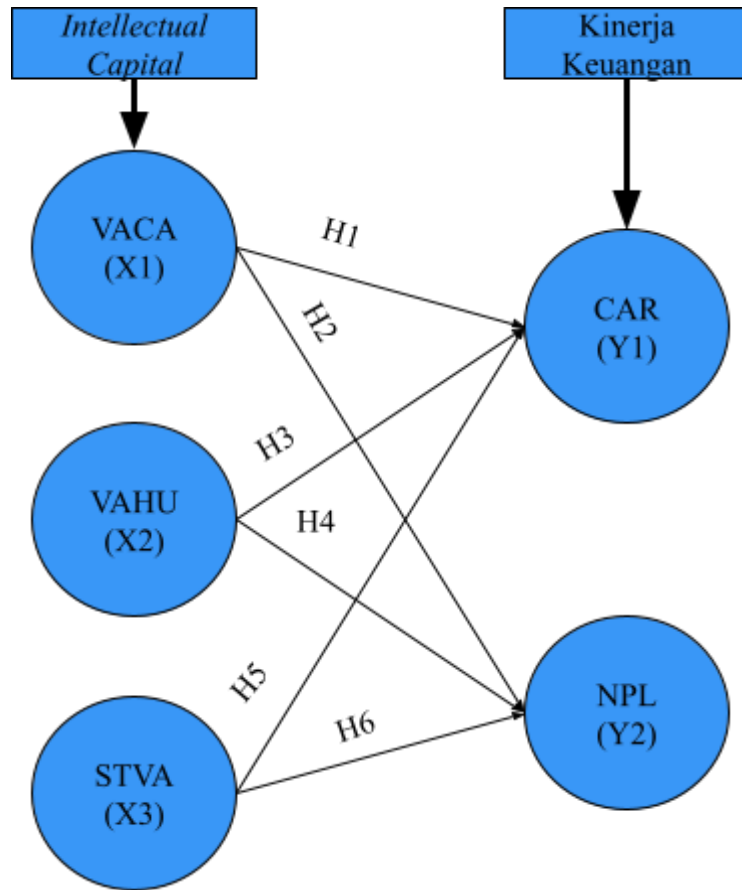 Intellectual
Capital
Kinerja
Keuangan
VACA
(X1)
H1
H2
CAR
(Y1)
H3
VAHU
(X2)
H4
H5
H6
NPL
(Y2)
STVA
(X3)